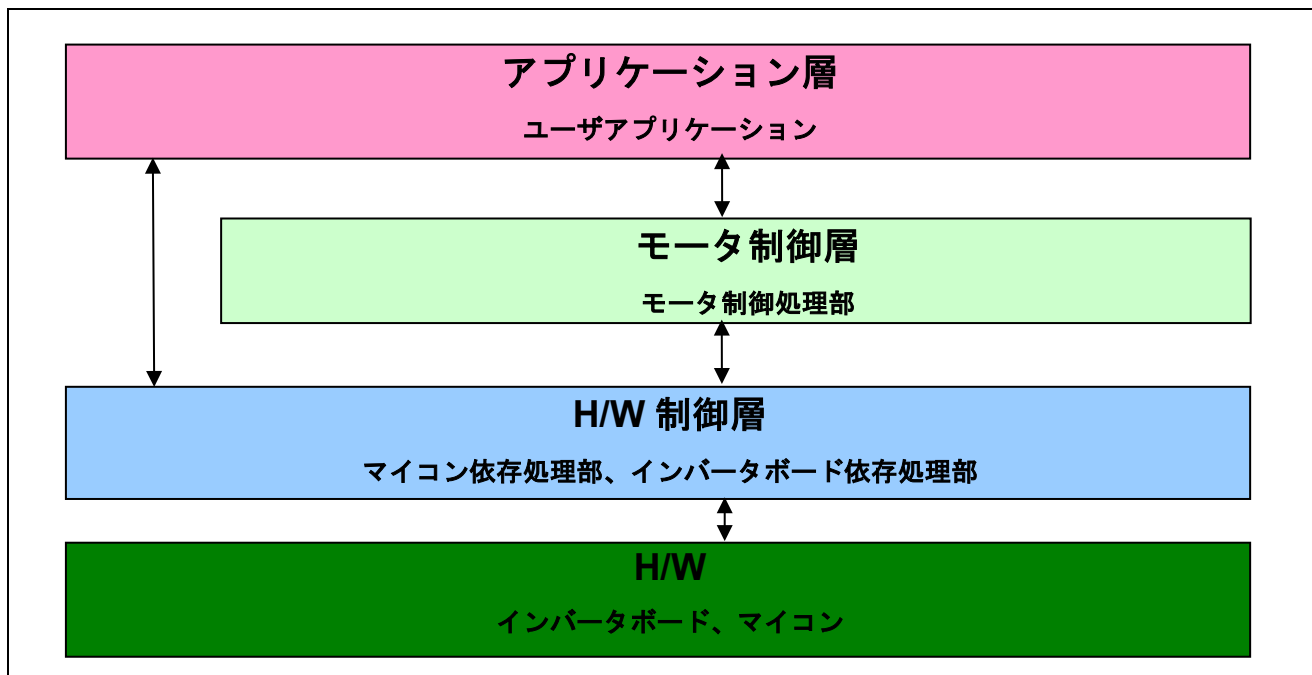 アプリケーション層
ユーザアプリケーション
モータ制御層
モータ制御処理部
H/W 制御層
マイコン依存処理部、インバータボード依存処理部
H/W
インバータボード、マイコン